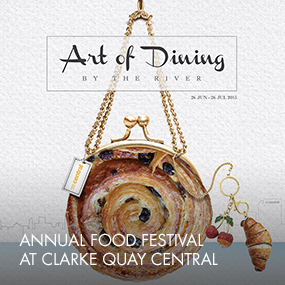 Art of Dining
BY THE RIVER
26 JUN - 26 JUL 2015
ANNUAL FOOD FESTIVAL
AT CLARKE QUAY CENTRAL